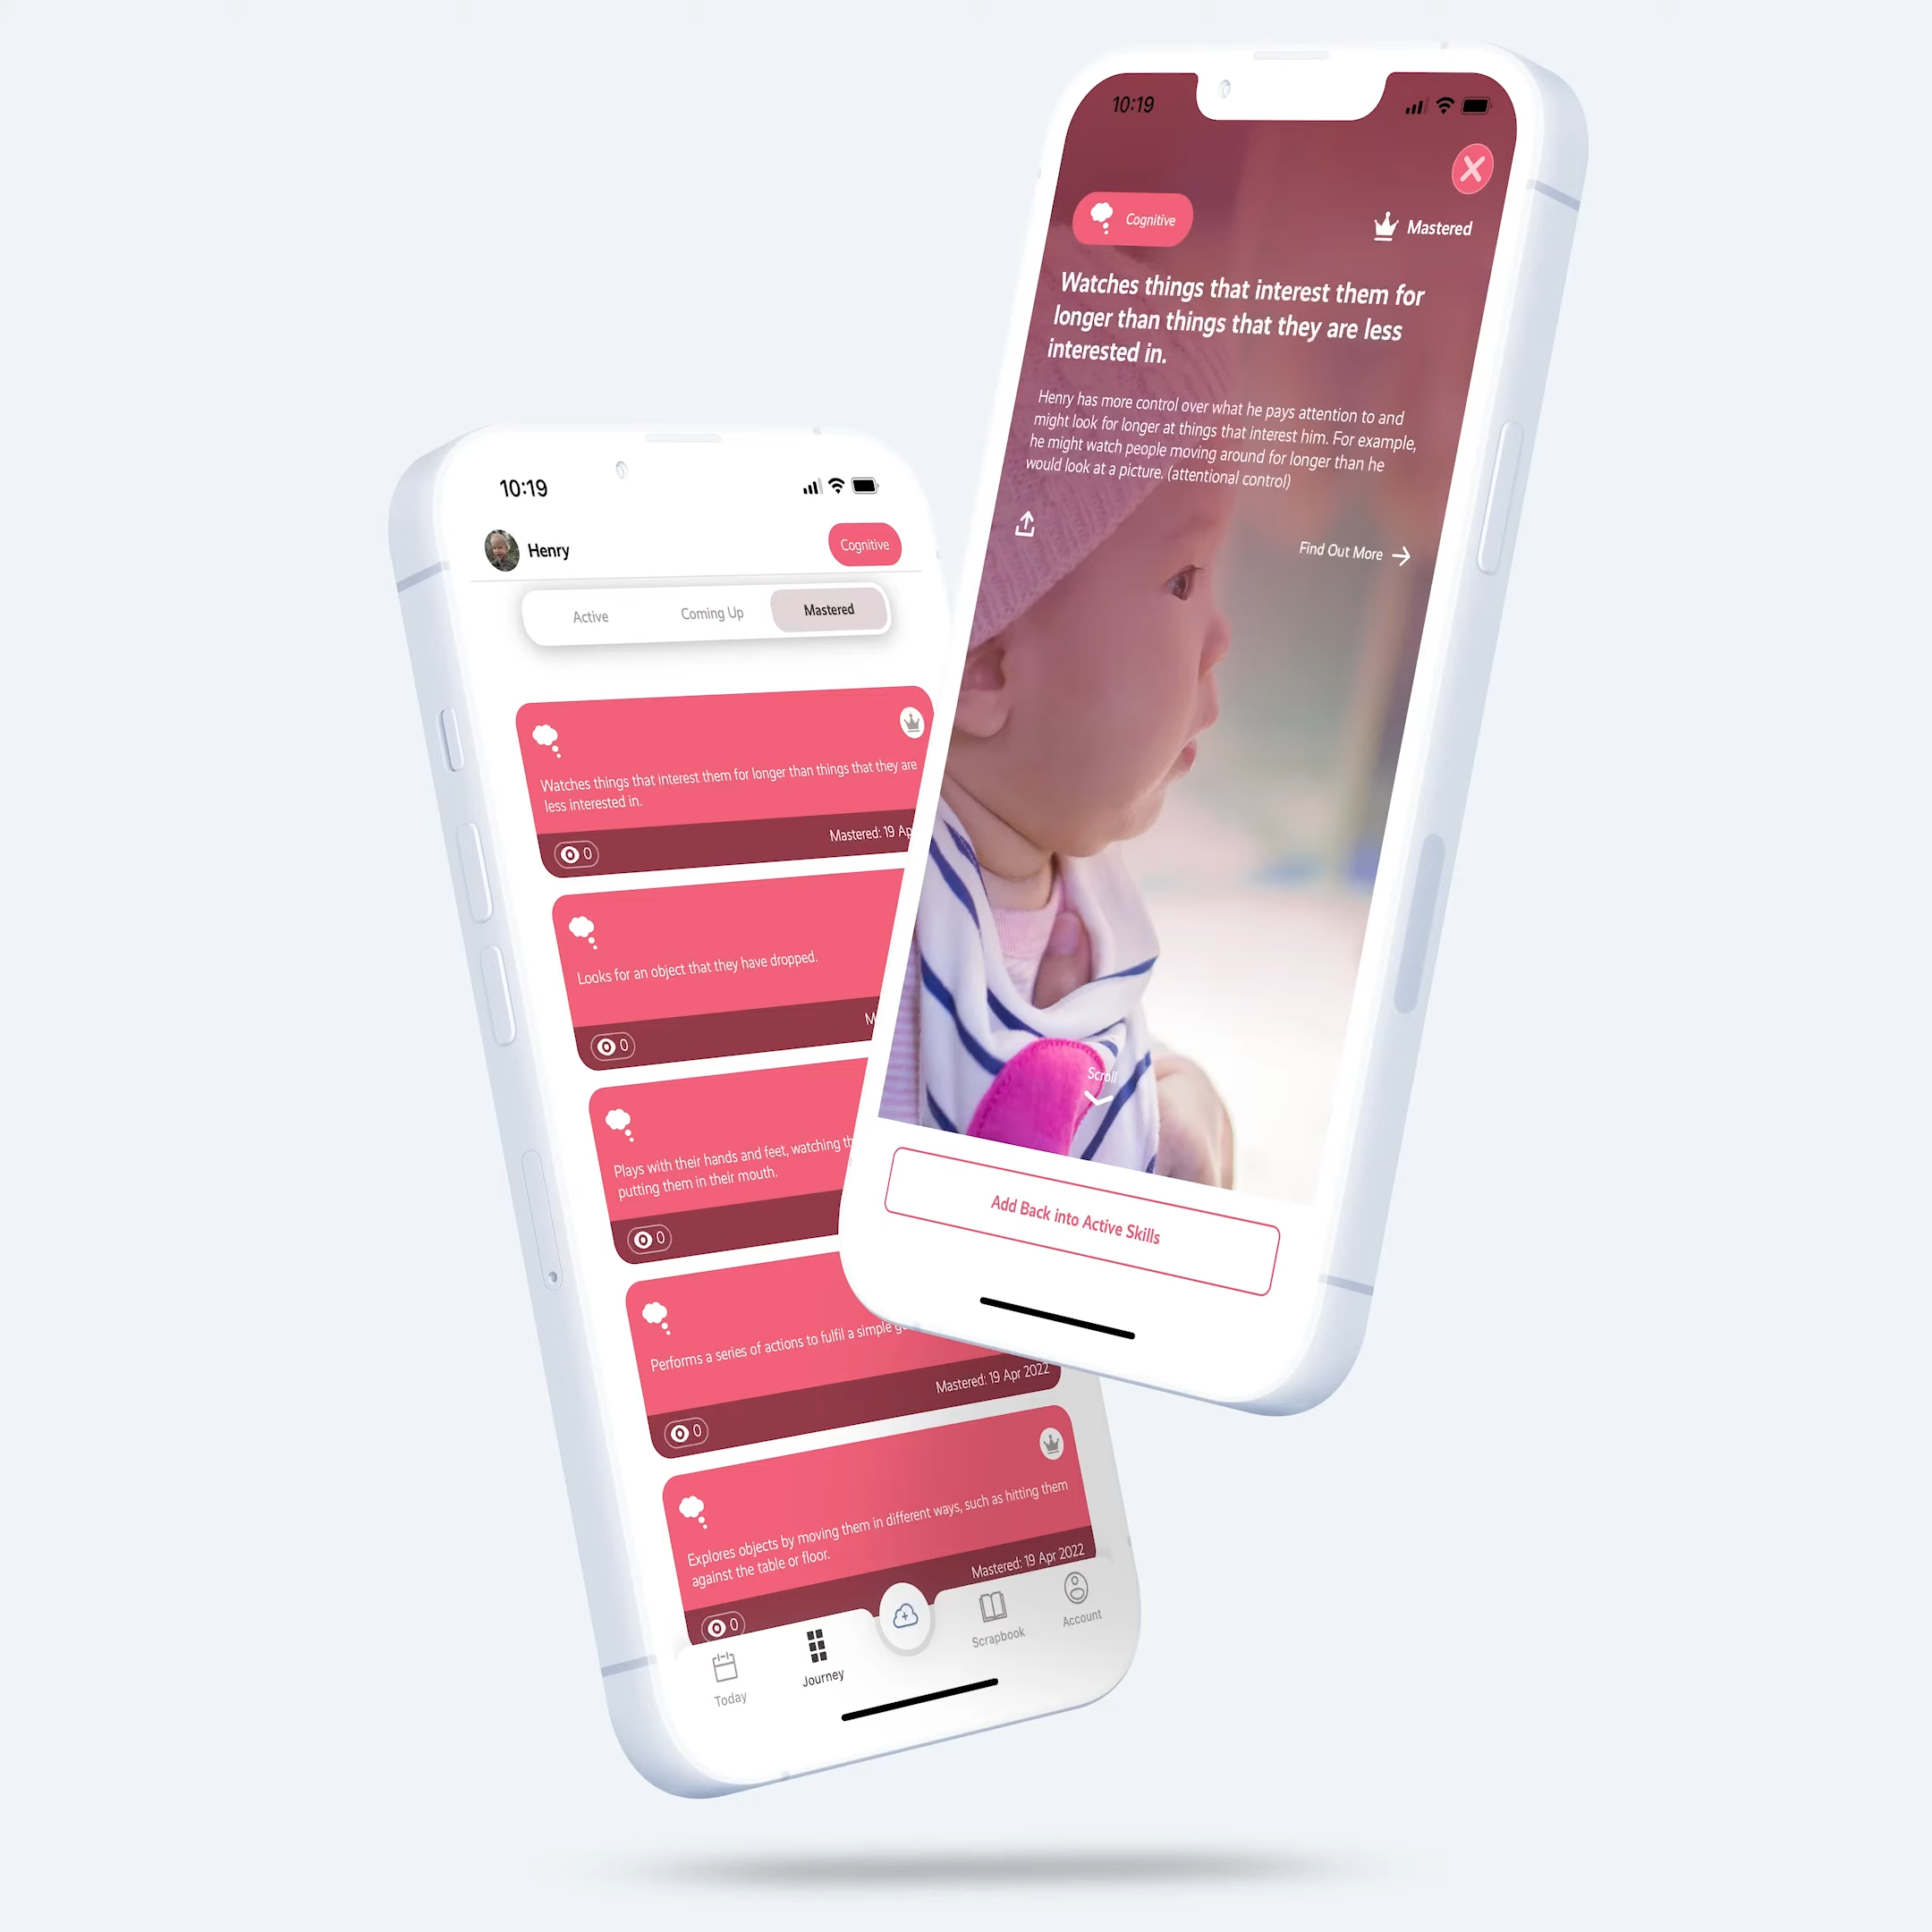 10:19
Henry
Cognitive
Active
Coming Up
Mastered
Watches things that interest them for longer than things that they are
less interested in.
Mastered: 19
0
Looks for an object that they have dropped.
0
Plays with their hands and feet, watching
putting them in their mouth.
0
Performs a series of actions to fulfil a simple
Mastered: 19 Apr 2022
0
Explores objects by moving them in different ways, such as hitting them
against the table or floor.
Mastered: 19 Apr 2022
0
Today
Journey
Scrapbook
Account
10:19
Cognitive
Mastered
Watches things that interest them for
longer than things that they are less
interested in.
Henry has more control over what he pays attention to and
might look for longer at things that interest him. For example,
he might watch people moving around for longer than he
would look at a picture. (attentional control)
Find Out More
Scroll
Add Back into Active Skills